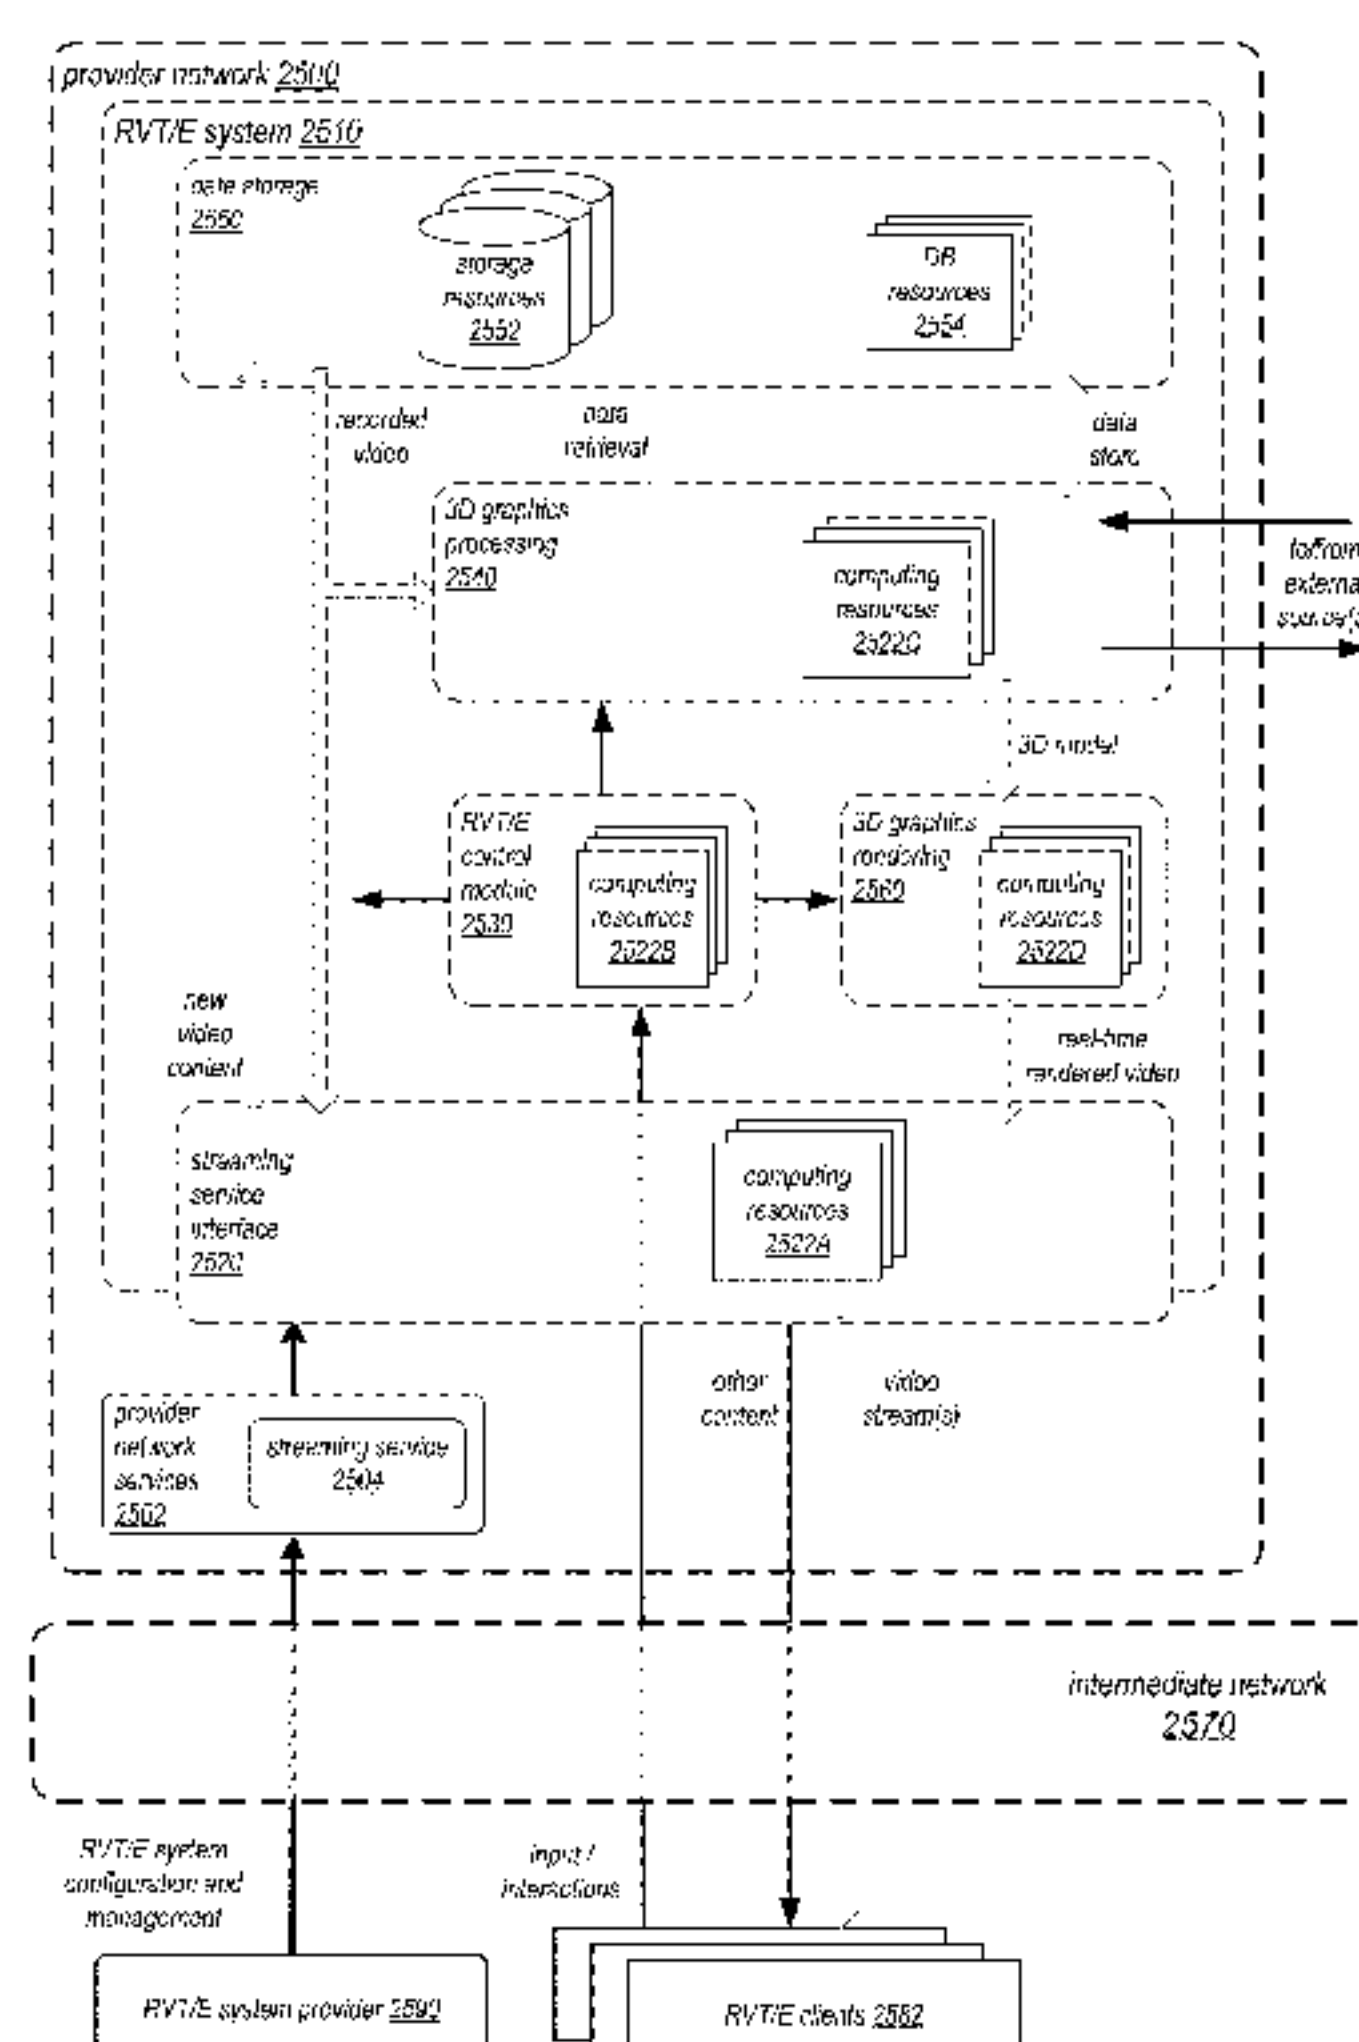 provider network 2500
RVT/E system 2510
data storage
2550
storage
resources
2552
DB
resources
2554
recorded
video
data
retrieval
data
store
3D graphics
processing
2540
computing
resources
2522C
to/from
externa
source(s
3D model
RVT/E
control
module
2530
computing
resources
2522B
3D graphics
rendering
2560
computing
resources
2522D
new
video
content
real-time
rendered video
streaming
service
interface
2520
computing
resources
2522A
provider
network
services
2502
streaming service
2504
other
content
video
stream(s)
intermediate network
2570
RVT/E system
configuration and
management
input /
interactions
RVT/E system provider 2590
RVT/E clients 2582